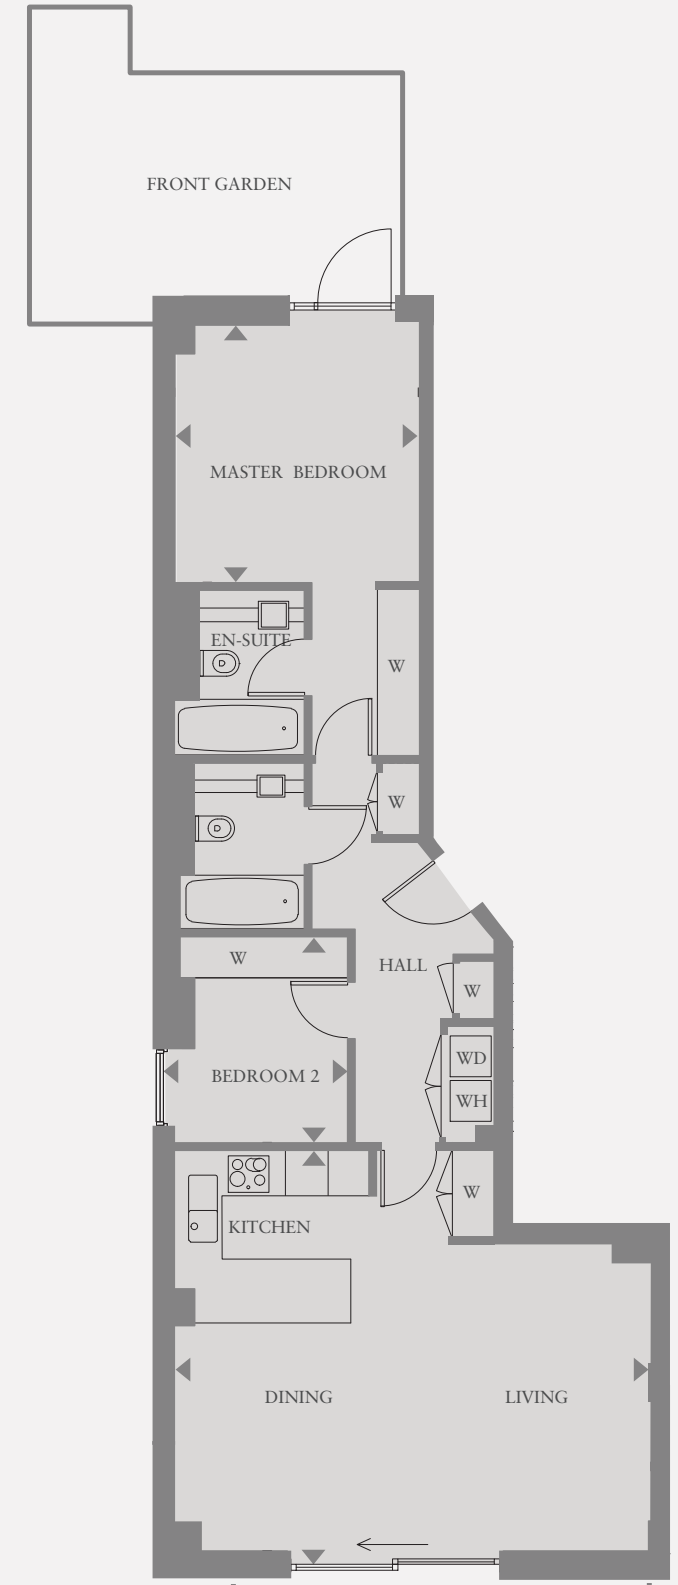 FRONT GARDEN
MASTER BEDROOM
EN-SUITE
W
W
W
HALL
W
WD
BEDROOM 2
WH
W
KITCHEN
DINING
LIVING